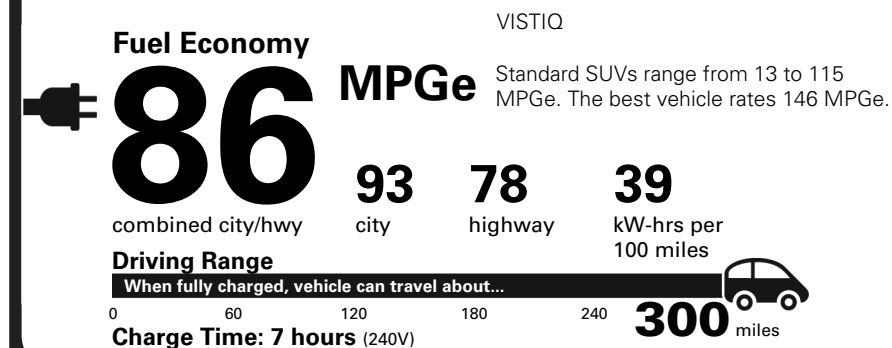 VISTIQ
Fuel Economy
86 MPGe
Standard SUVs range from 13 to 115
MPGe. The best vehicle rates 146 MPGe.
combined city/hwy
93
city
78
highway
39
kW-hrs per
100 miles
Driving Range
When fully charged, vehicle can travel about...
0 60 120 180 240 300 miles
Charge Time: 7 hours (240V)